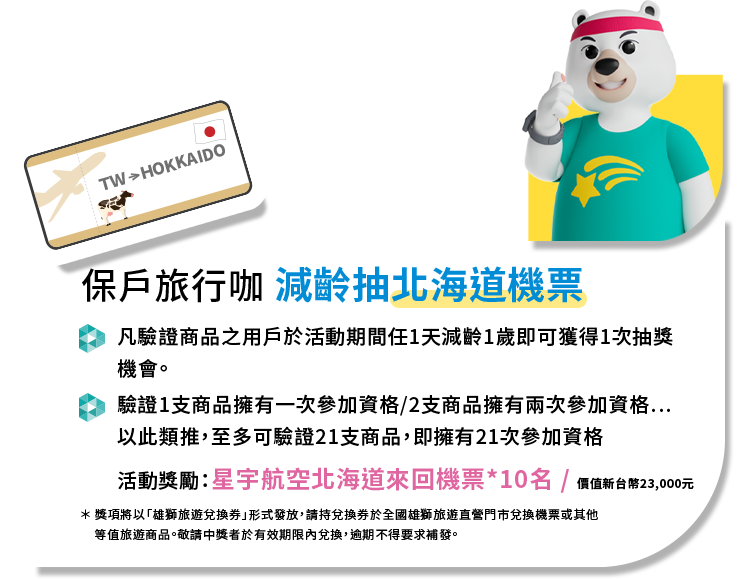 TW➔HOKKAIDO
保戶旅行咖 減齡抽北海道機票
凡驗證商品之用戶於活動期間任1天減齡1歲即可獲得1次抽獎
機會。
驗證1支商品擁有一次參加資格/2支商品擁有兩次參加資格...
以此類推，至多可驗證21支商品，即擁有21次參加資格
活動獎勵：星宇航空北海道來回機票*10名 / 價值新台幣23,000元
＊ 獎項將以「雄獅旅遊兌換券」形式發放，請持兌換券於全國雄獅旅遊直營門市兌換機票或其他
等值旅遊商品。敬請中獎者於有效期限內兌換，逾期不得要求補發。